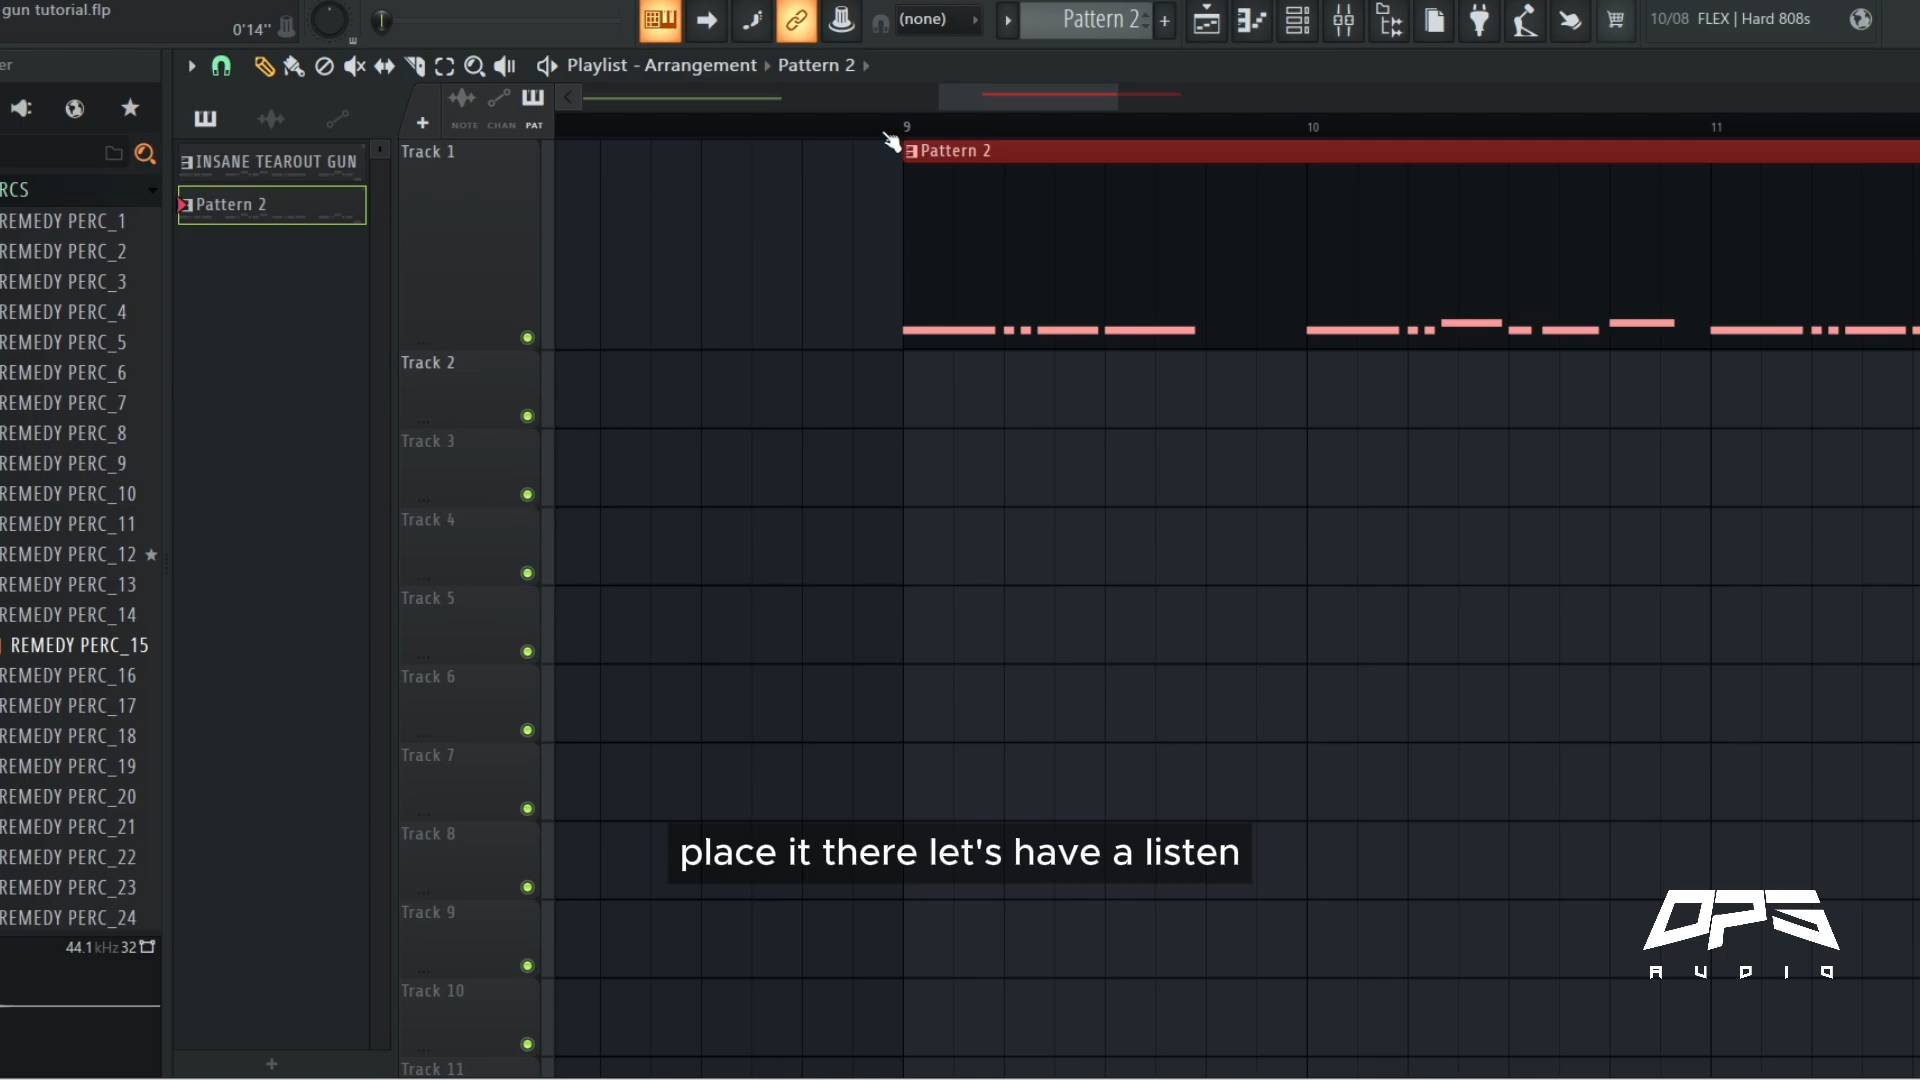 gun tutorial.flp
0'14''
(none)
Pattern 2
10/08 FLEX | Hard 808s
er
Playlist - Arrangement
Pattern 2
NOTE CHAN PAT
9
10
11
INSANE TEAROUT GUN
Pattern 2
Track 1
Pattern 2
RCS
REMEDY PERC_1
REMEDY PERC_2
REMEDY PERC_3
REMEDY PERC_4
REMEDY PERC_5
REMEDY PERC_6
REMEDY PERC_7
REMEDY PERC_8
REMEDY PERC_9
REMEDY PERC_10
REMEDY PERC_11
REMEDY PERC_12
REMEDY PERC_13
REMEDY PERC_14
REMEDY PERC_15
REMEDY PERC_16
REMEDY PERC_17
REMEDY PERC_18
REMEDY PERC_19
REMEDY PERC_20
REMEDY PERC_21
REMEDY PERC_22
REMEDY PERC_23
REMEDY PERC_24
44.1kHz 32
Track 2
Track 3
Track 4
Track 5
Track 6
Track 7
Track 8
Track 9
Track 10
Track 11
place it there let's have a listen
OPS
AUDIO